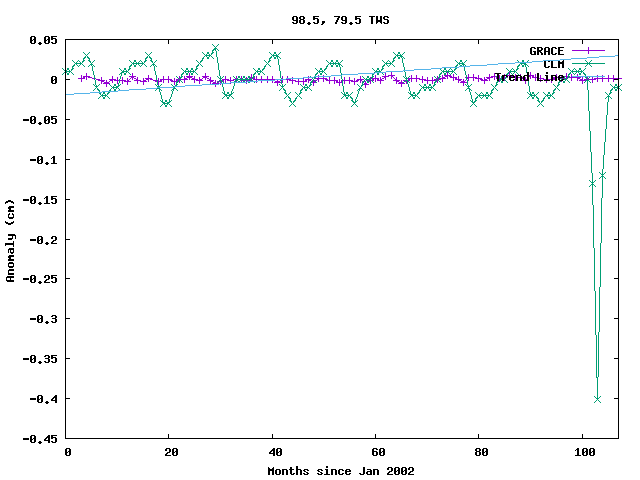 98.5, 79.5 TWS
0.05
0
-0.05
-0.1
-0.15
-0.2
-0.25
-0.3
-0.35
-0.4
-0.45
Anomaly (cm)
GRACE
CLM
Trend Line
0 20 40 60 80 100
Months since Jan 2002